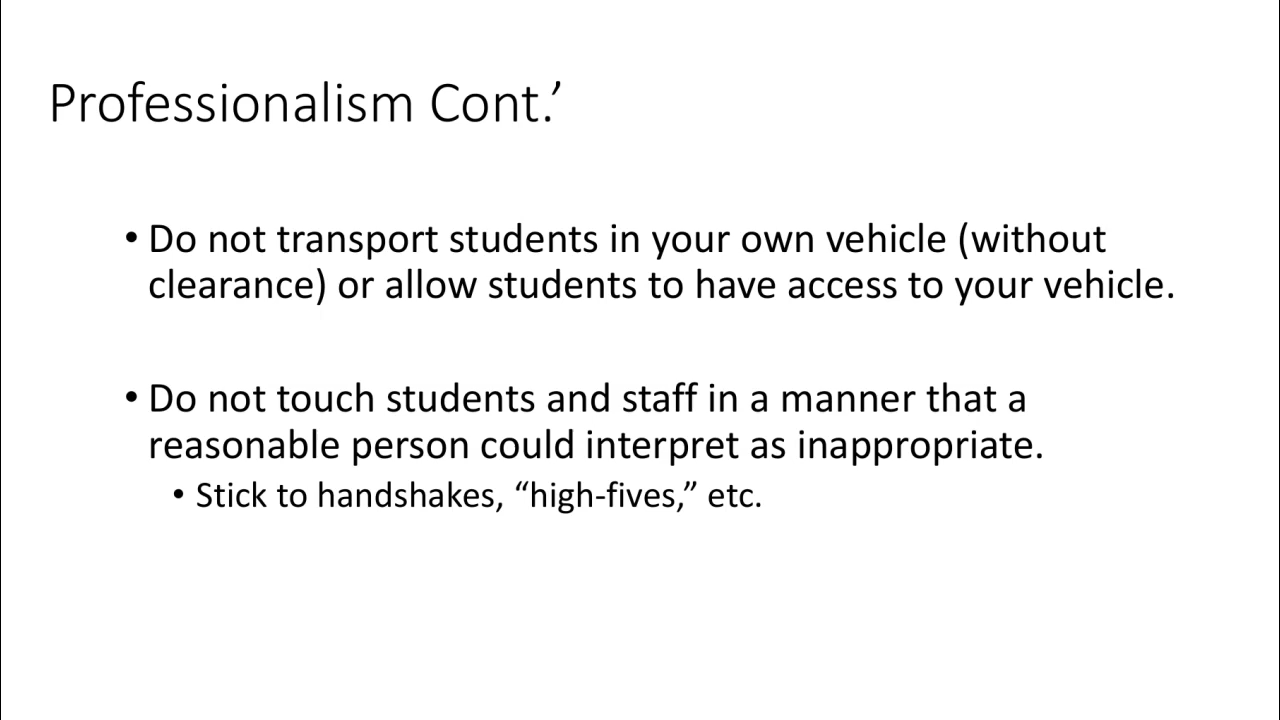 Professionalism Cont.’
• Do not transport students in your own vehicle (without
clearance) or allow students to have access to your vehicle.
• Do not touch students and staff in a manner that a
reasonable person could interpret as inappropriate.
• Stick to handshakes, “high-fives,” etc.